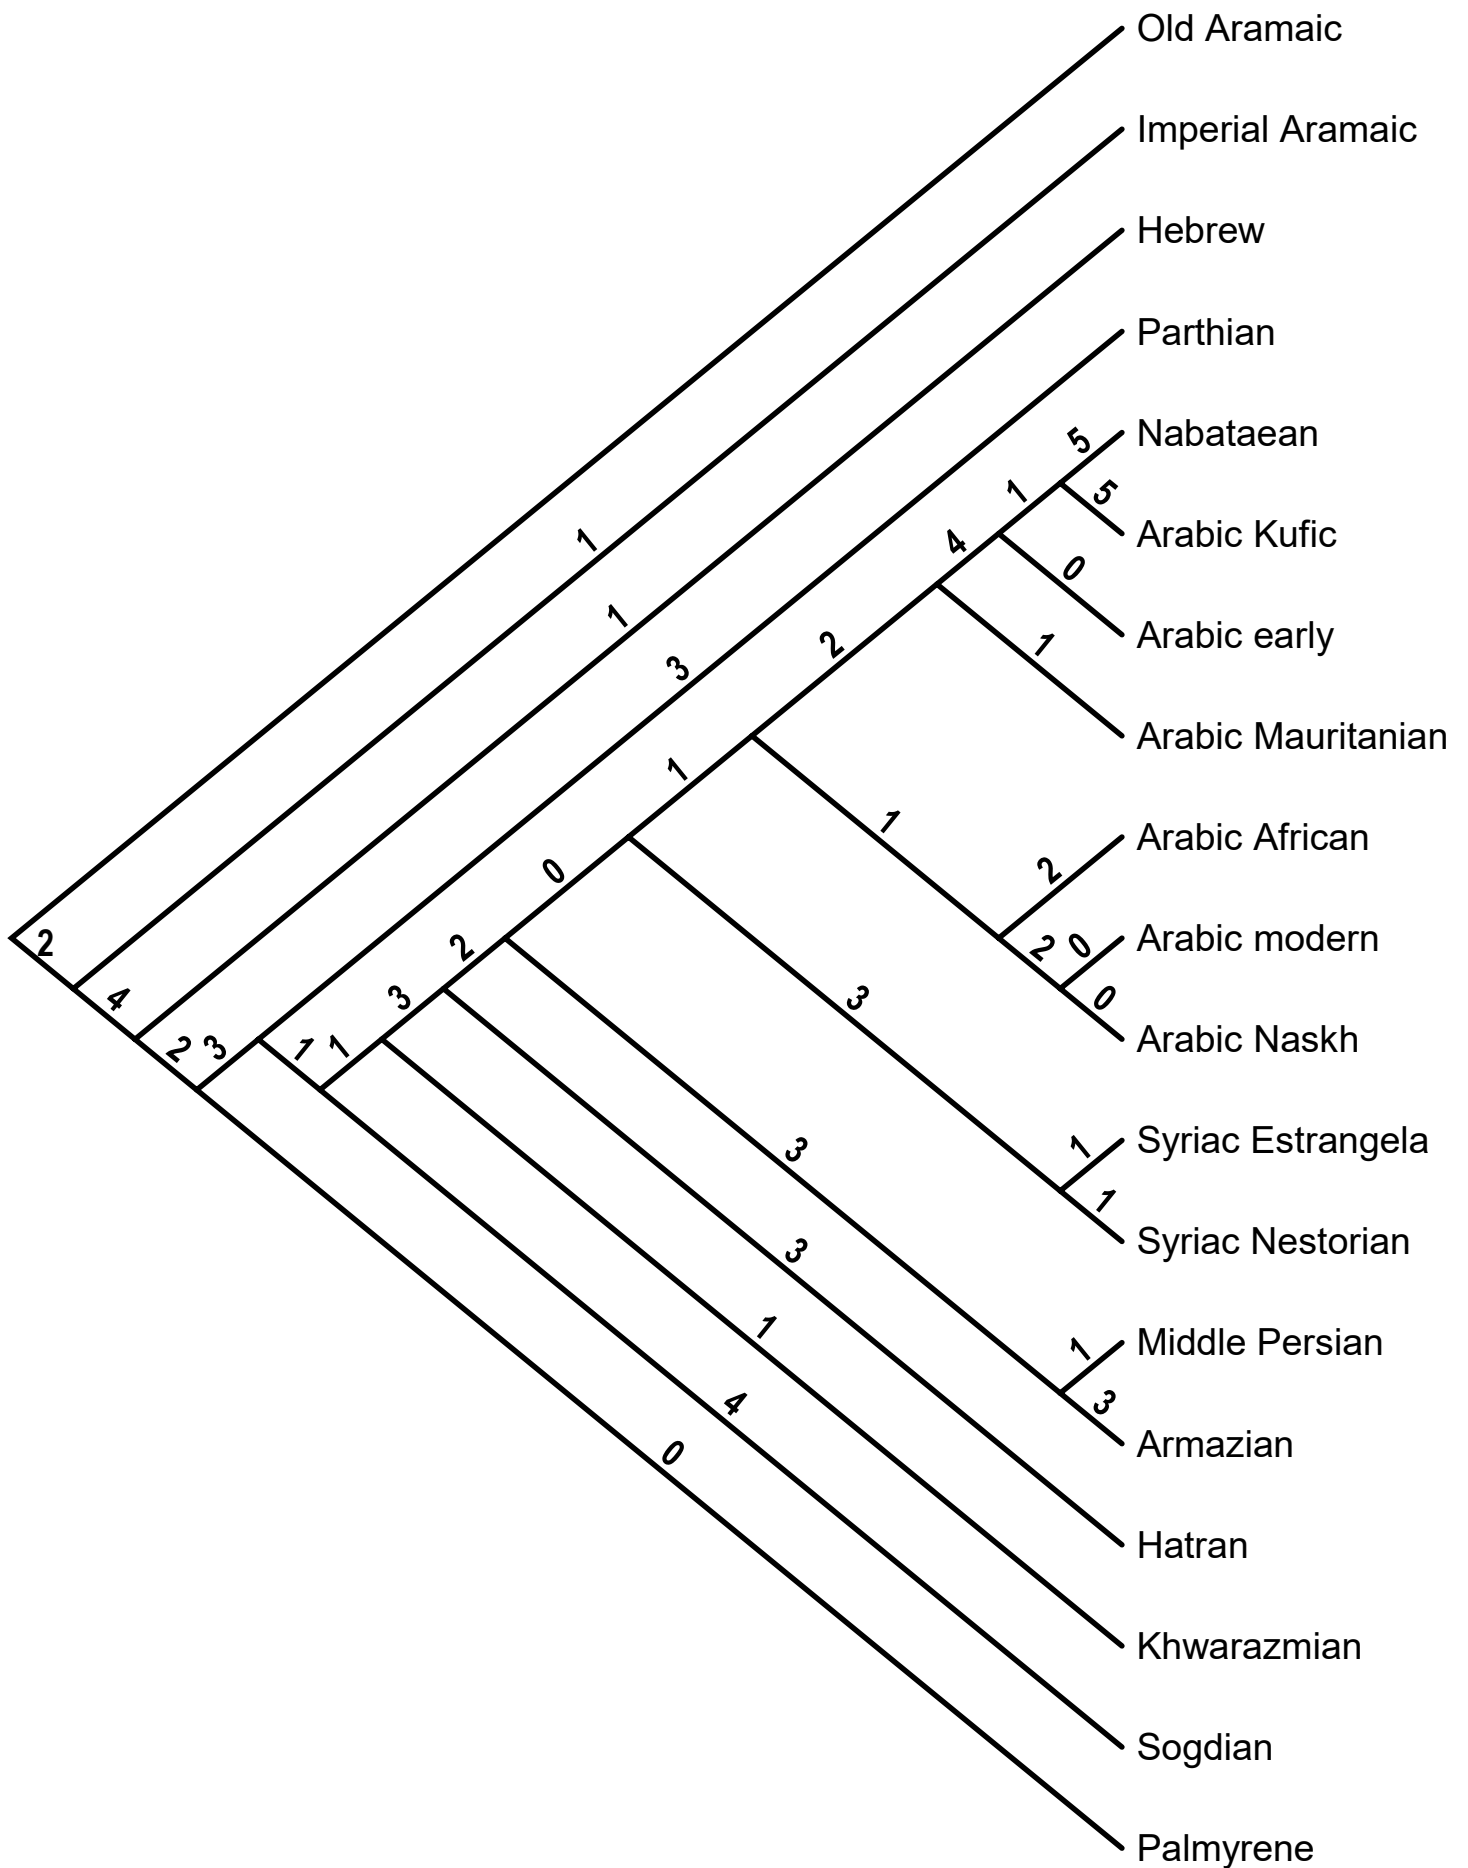 Old Aramaic
Imperial Aramaic
1
Hebrew
1
Parthian
3
Nabataean
5
Arabic Kufic
5
1
Arabic early
0
4
Arabic Mauritanian
1
2
Arabic African
2
1
Arabic modern
0
2
Arabic Naskh
0
1
Syriac Estrangela
1
3
Syriac Nestorian
1
0
Middle Persian
1
3
Armazian
3
2
Hatran
3
3
Khwarazmian
1
1
Sogdian
4
1
3
2
4
2
Palmyrene
0